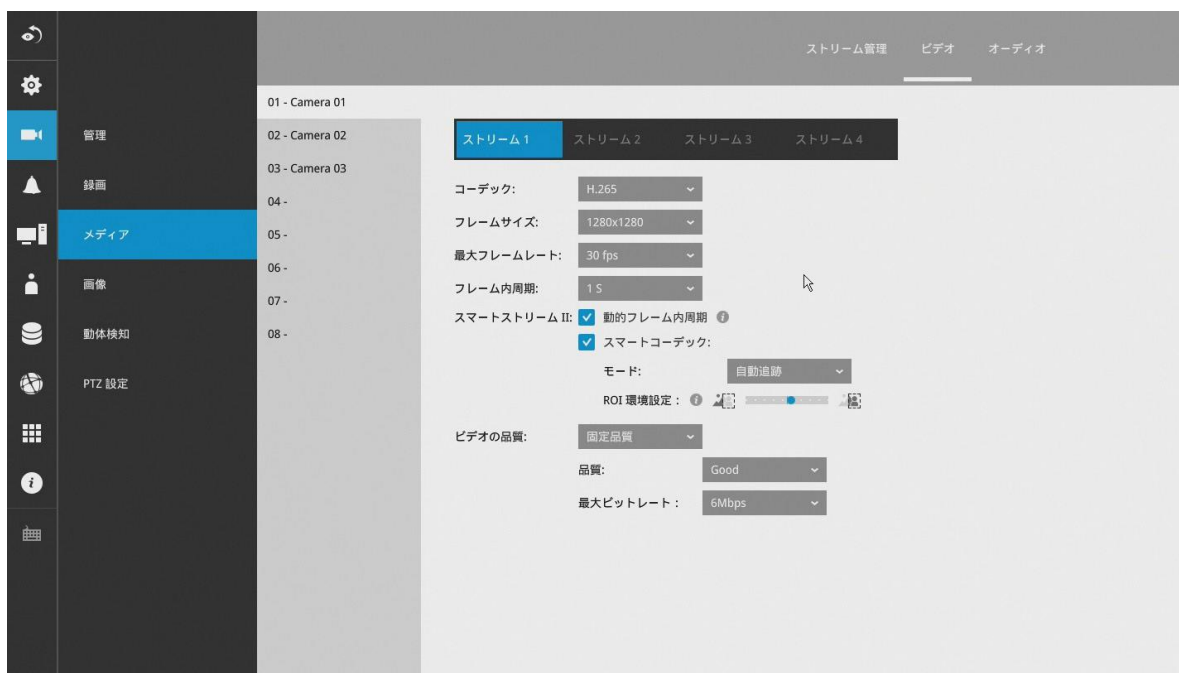 ストリーム管理 ビデオ オーディオ
01 - Camera 01
02 - Camera 02
03 - Camera 03
04 -
05 -
06 -
07 -
08 -
管理
録画
メディア
画像
動体検知
PTZ 設定
ストリーム 1 ストリーム 2 ストリーム 3 ストリーム 4
コーデック: H.265
フレームサイズ: 1280x1280
最大フレームレート: 30 fps
フレーム内周期: 1 S
スマートストリーム II: 動的フレーム内周期
スマートコーデック:
モード: 自動追跡
ROI 環境設定 :
ビデオの品質: 固定品質
品質: Good
最大ビットレート : 6Mbps